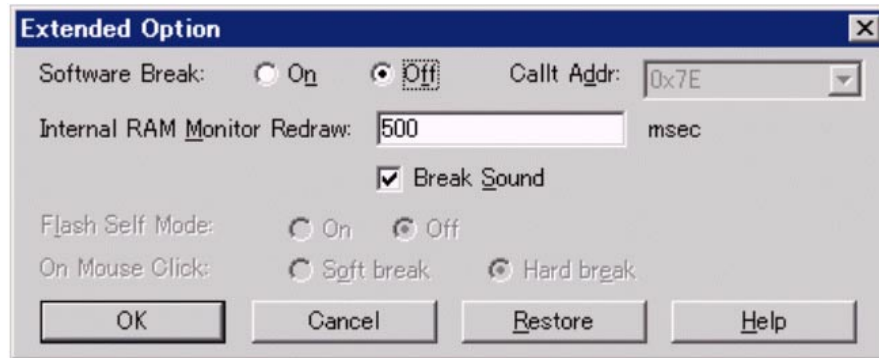 Extended Option
Software Break: On Off Callt Addr: 0x7E
Internal RAM Monitor Redraw: 500 msec
Break Sound
Flash Self Mode: On Off
On Mouse Click: Soft break Hard break
OK Cancel Restore Help